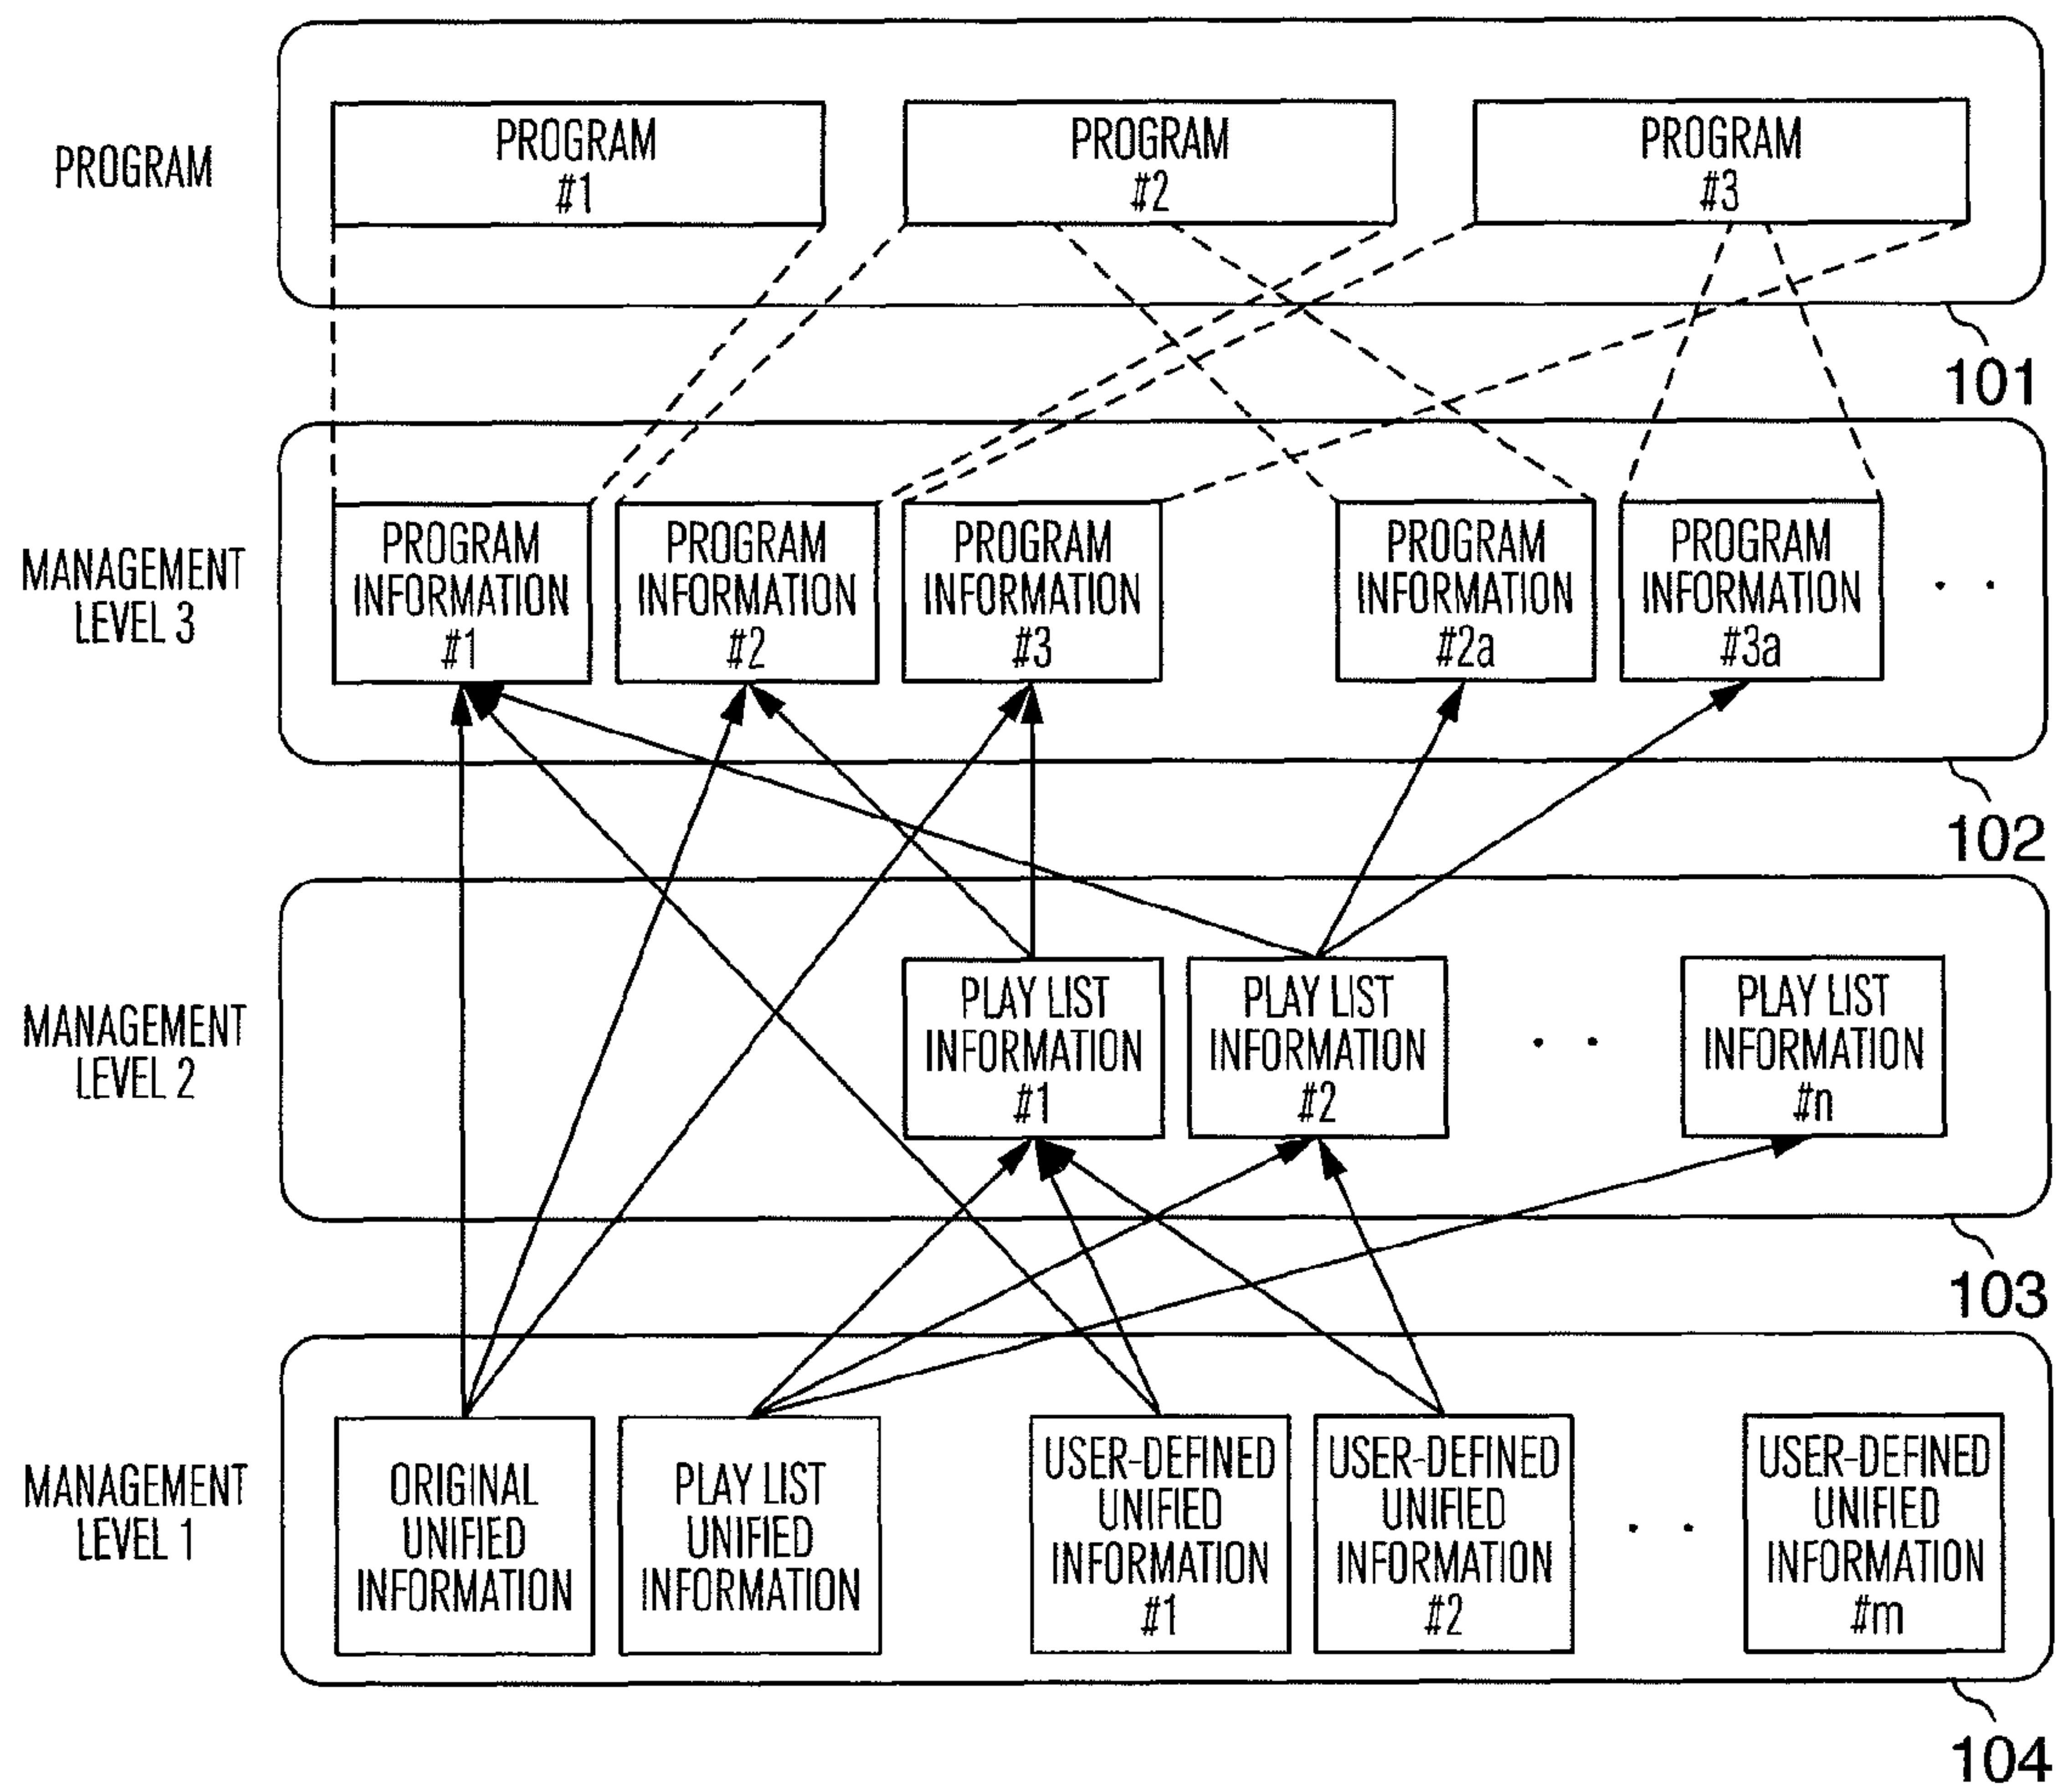 PROGRAM
PROGRAM
#1
PROGRAM
#2
PROGRAM
#3
101
MANAGEMENT
LEVEL 3
PROGRAM
INFORMATION
#1
PROGRAM
INFORMATION
#2
PROGRAM
INFORMATION
#3
PROGRAM
INFORMATION
#2a
PROGRAM
INFORMATION
#3a
. .
102
MANAGEMENT
LEVEL 2
PLAY LIST
INFORMATION
#1
PLAY LIST
INFORMATION
#2
. .
PLAY LIST
INFORMATION
#n
103
MANAGEMENT
LEVEL 1
ORIGINAL
UNIFIED
INFORMATION
PLAY LIST
UNIFIED
INFORMATION
USER-DEFINED
UNIFIED
INFORMATION
#1
USER-DEFINED
UNIFIED
INFORMATION
#2
. .
USER-DEFINED
UNIFIED
INFORMATION
#m
104